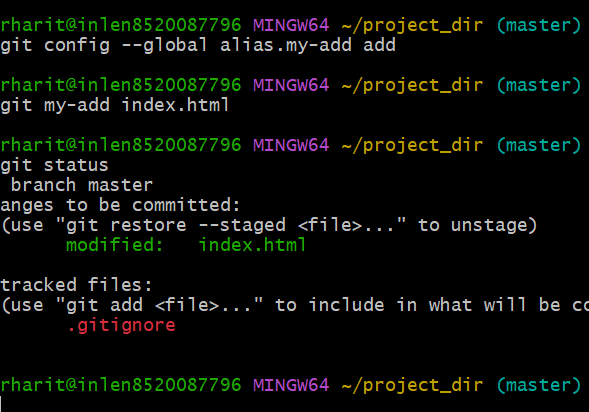 rharit@inlen8520087796 MINGW64 ~/project_dir (master)
git config --global alias.my-add add
rharit@inlen8520087796 MINGW64 ~/project_dir (master)
git my-add index.html
rharit@inlen8520087796 MINGW64 ~/project_dir (master)
git status
branch master
anges to be committed:
(use "git restore --staged <file>..." to unstage)
modified: index.html
tracked files:
(use "git add <file>..." to include in what will be co
.gitignore
rharit@inlen8520087796 MINGW64 ~/project_dir (master)